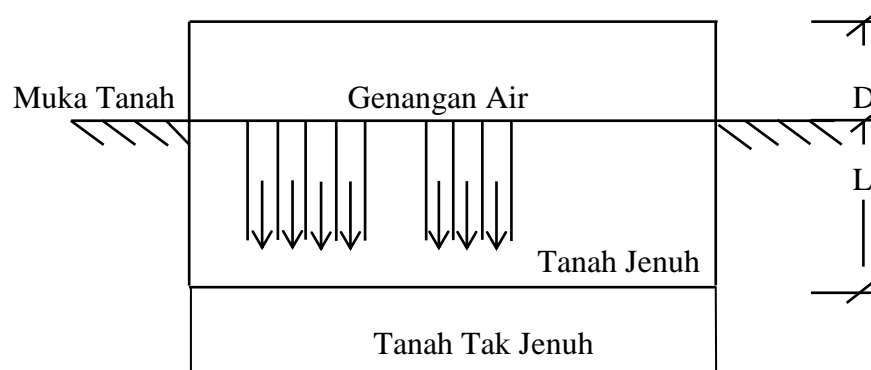 Muka Tanah Genangan Air D
L
Tanah Jenuh
Tanah Tak Jenuh